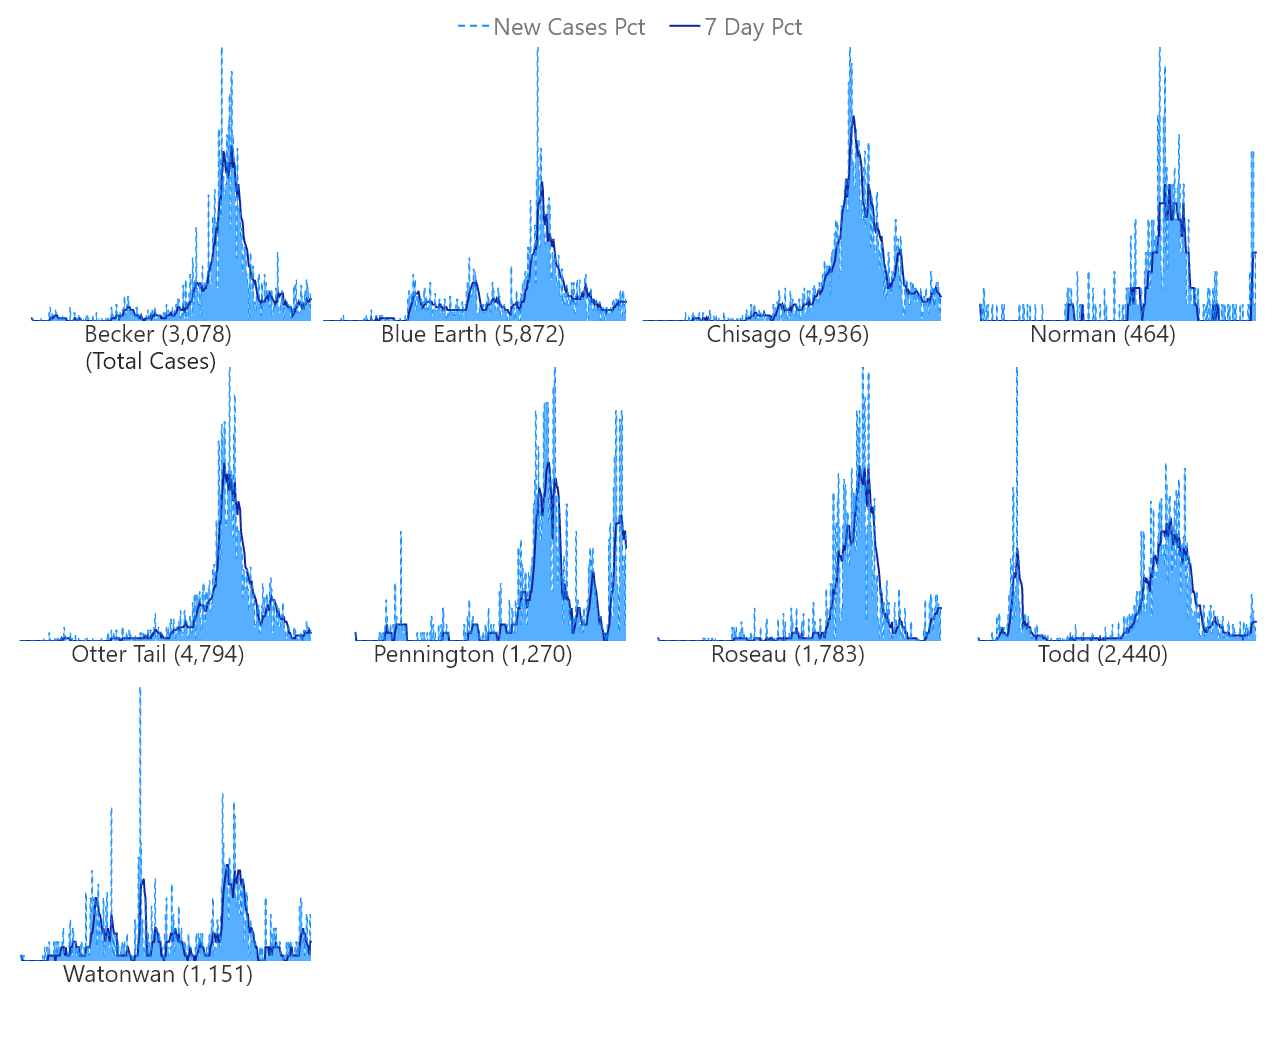 New Cases Pct 7 Day Pct
Becker (3,078)
(Total Cases)
Blue Earth (5,872)
Chisago (4,936)
Norman (464)
Otter Tail (4,794)
Pennington (1,270)
Roseau (1,783)
Todd (2,440)
Watonwan (1,151)